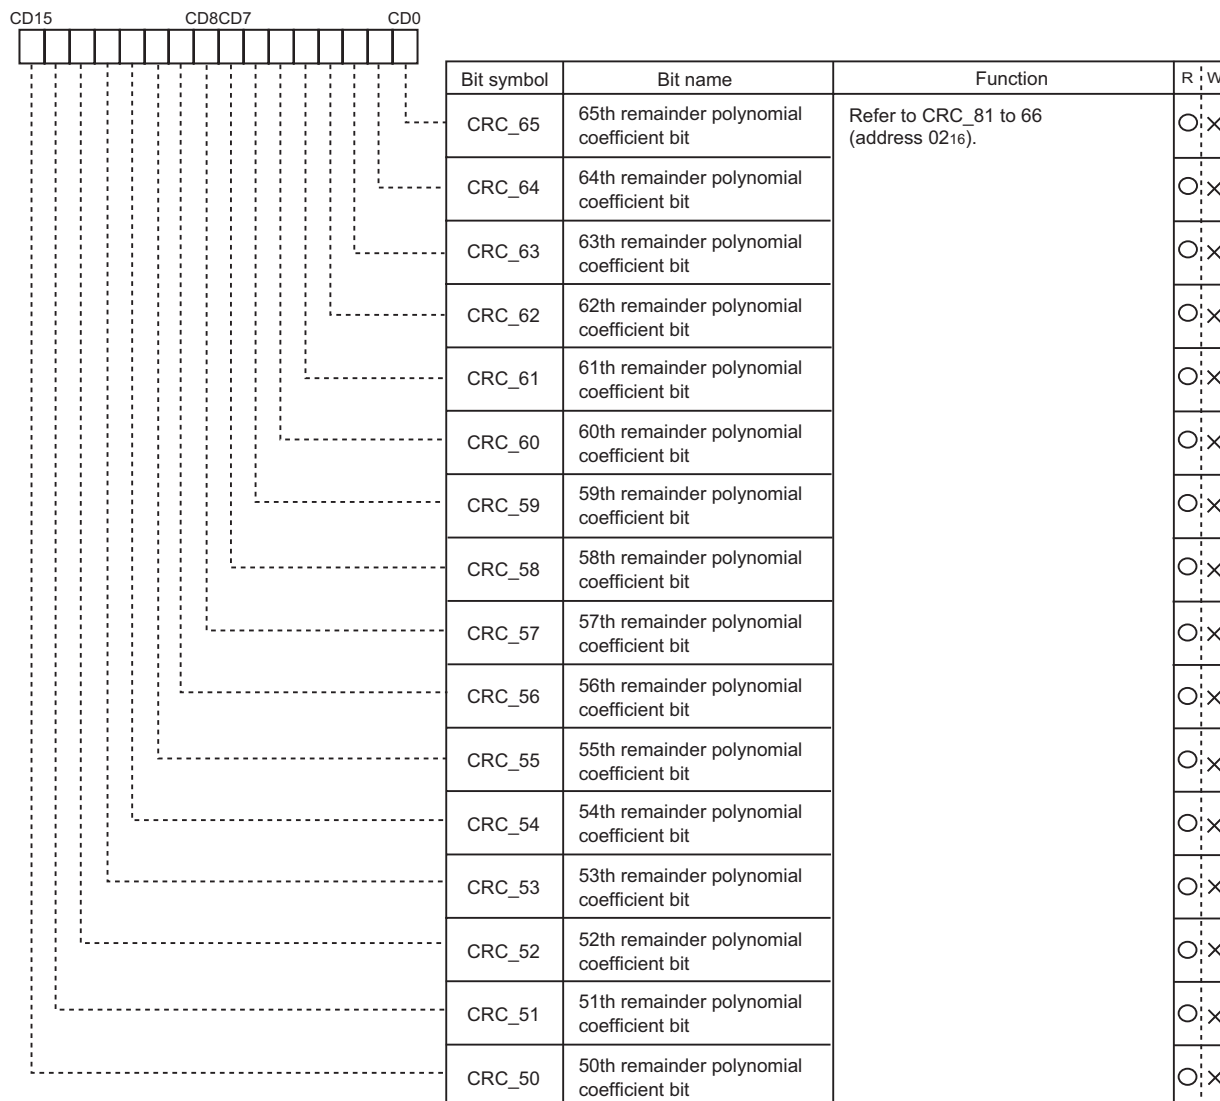 CD15 CD8CD7 CD0
Bit symbol Bit name Function R W
CRC_65 65th remainder polynomial
coefficient bit
Refer to CRC_81 to 66
(address 0216).
CRC_64 64th remainder polynomial
coefficient bit
CRC_63 63th remainder polynomial
coefficient bit
CRC_62 62th remainder polynomial
coefficient bit
CRC_61 61th remainder polynomial
coefficient bit
CRC_60 60th remainder polynomial
coefficient bit
CRC_59 59th remainder polynomial
coefficient bit
CRC_58 58th remainder polynomial
coefficient bit
CRC_57 57th remainder polynomial
coefficient bit
CRC_56 56th remainder polynomial
coefficient bit
CRC_55 55th remainder polynomial
coefficient bit
CRC_54 54th remainder polynomial
coefficient bit
CRC_53 53th remainder polynomial
coefficient bit
CRC_52 52th remainder polynomial
coefficient bit
CRC_51 51th remainder polynomial
coefficient bit
CRC_50 50th remainder polynomial
coefficient bit